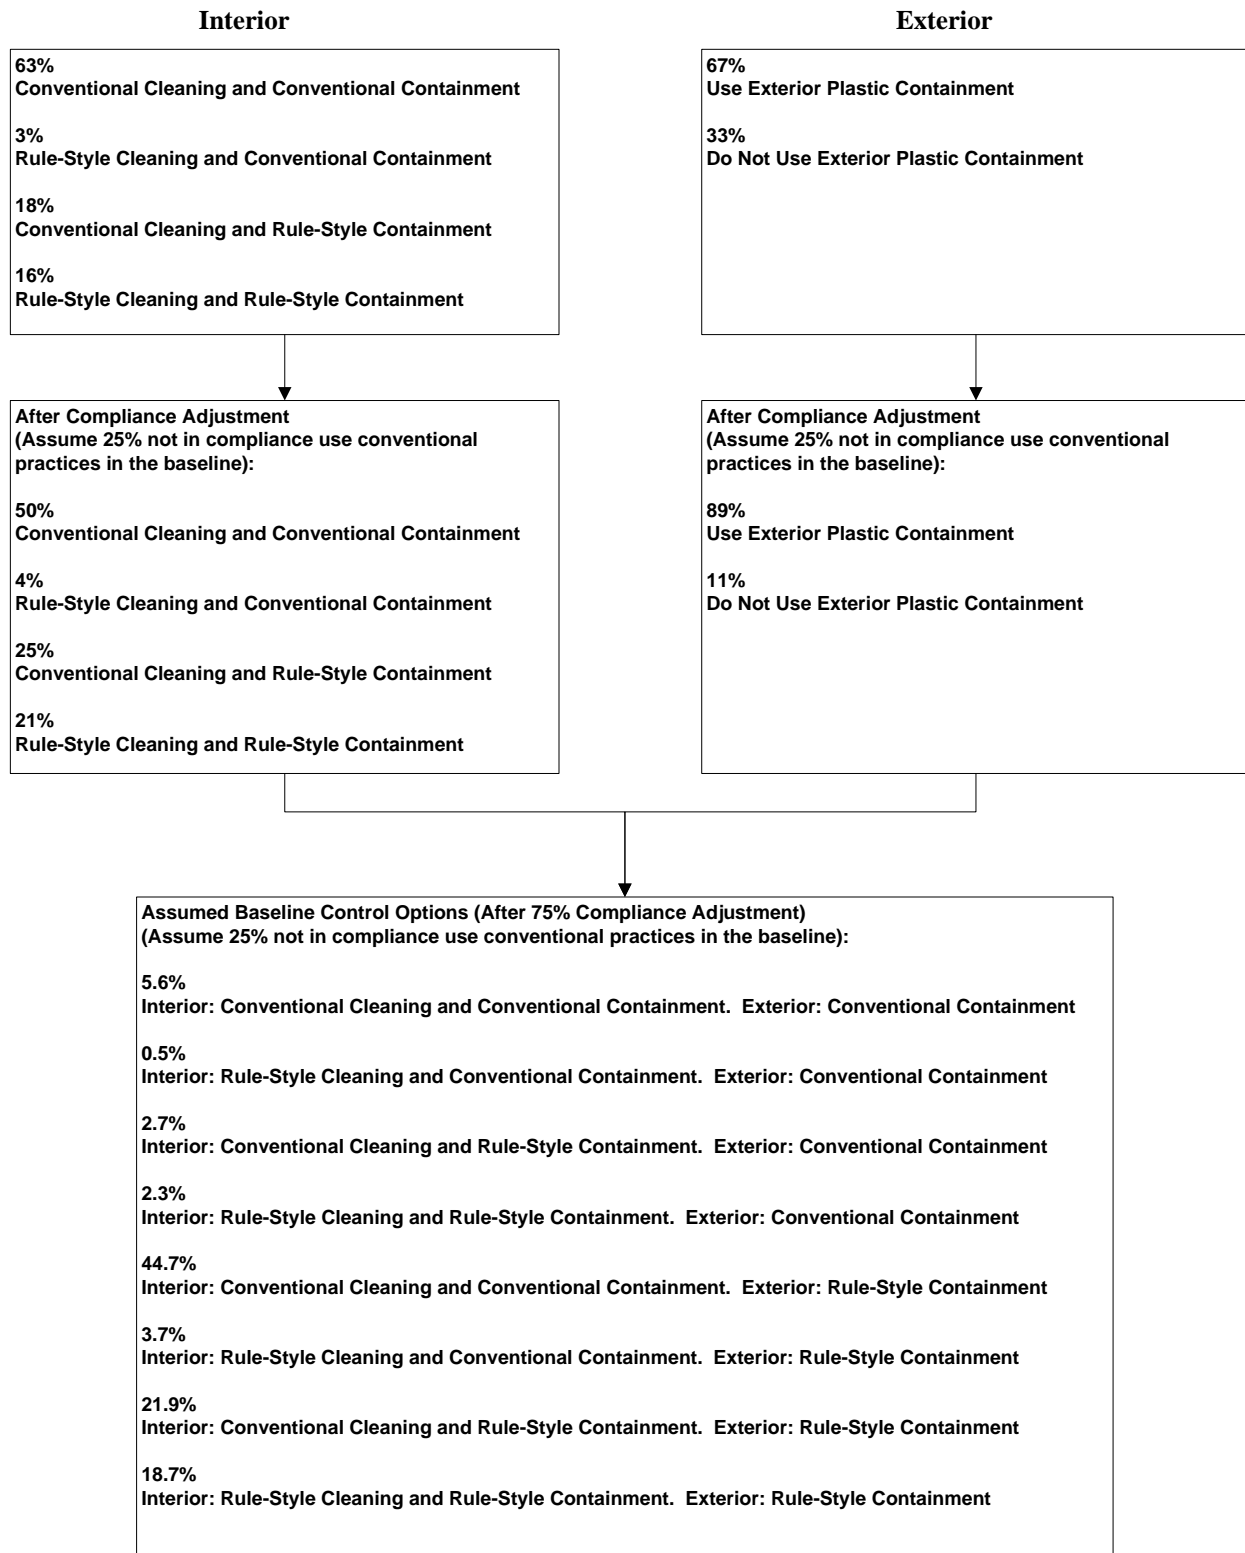 Interior
Exterior
63%
Conventional Cleaning and Conventional Containment
3%
Rule-Style Cleaning and Conventional Containment
18%
Conventional Cleaning and Rule-Style Containment
16%
Rule-Style Cleaning and Rule-Style Containment
67%
Use Exterior Plastic Containment
33%
Do Not Use Exterior Plastic Containment
After Compliance Adjustment
(Assume 25% not in compliance use conventional
practices in the baseline):
50%
Conventional Cleaning and Conventional Containment
4%
Rule-Style Cleaning and Conventional Containment
25%
Conventional Cleaning and Rule-Style Containment
21%
Rule-Style Cleaning and Rule-Style Containment
After Compliance Adjustment
(Assume 25% not in compliance use conventional
practices in the baseline):
89%
Use Exterior Plastic Containment
11%
Do Not Use Exterior Plastic Containment
Assumed Baseline Control Options (After 75% Compliance Adjustment)
(Assume 25% not in compliance use conventional practices in the baseline):
5.6%
Interior: Conventional Cleaning and Conventional Containment.  Exterior: Conventional Containment
0.5%
Interior: Rule-Style Cleaning and Conventional Containment.  Exterior: Conventional Containment
2.7%
Interior: Conventional Cleaning and Rule-Style Containment.  Exterior: Conventional Containment
2.3%
Interior: Rule-Style Cleaning and Rule-Style Containment.  Exterior: Conventional Containment
44.7%
Interior: Conventional Cleaning and Conventional Containment.  Exterior: Rule-Style Containment
3.7%
Interior: Rule-Style Cleaning and Conventional Containment.  Exterior: Rule-Style Containment
21.9%
Interior: Conventional Cleaning and Rule-Style Containment.  Exterior: Rule-Style Containment
18.7%
Interior: Rule-Style Cleaning and Rule-Style Containment.  Exterior: Rule-Style Containment